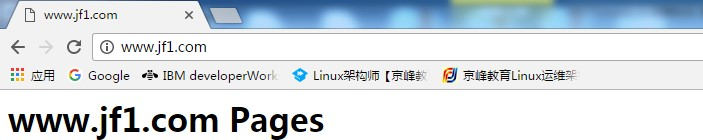 www.jf1.com
www.jf1.com
应用 Google IBM developerWork Linux架构师【京峰教 京峰教育Linux运维架
www.jf1.com Pages